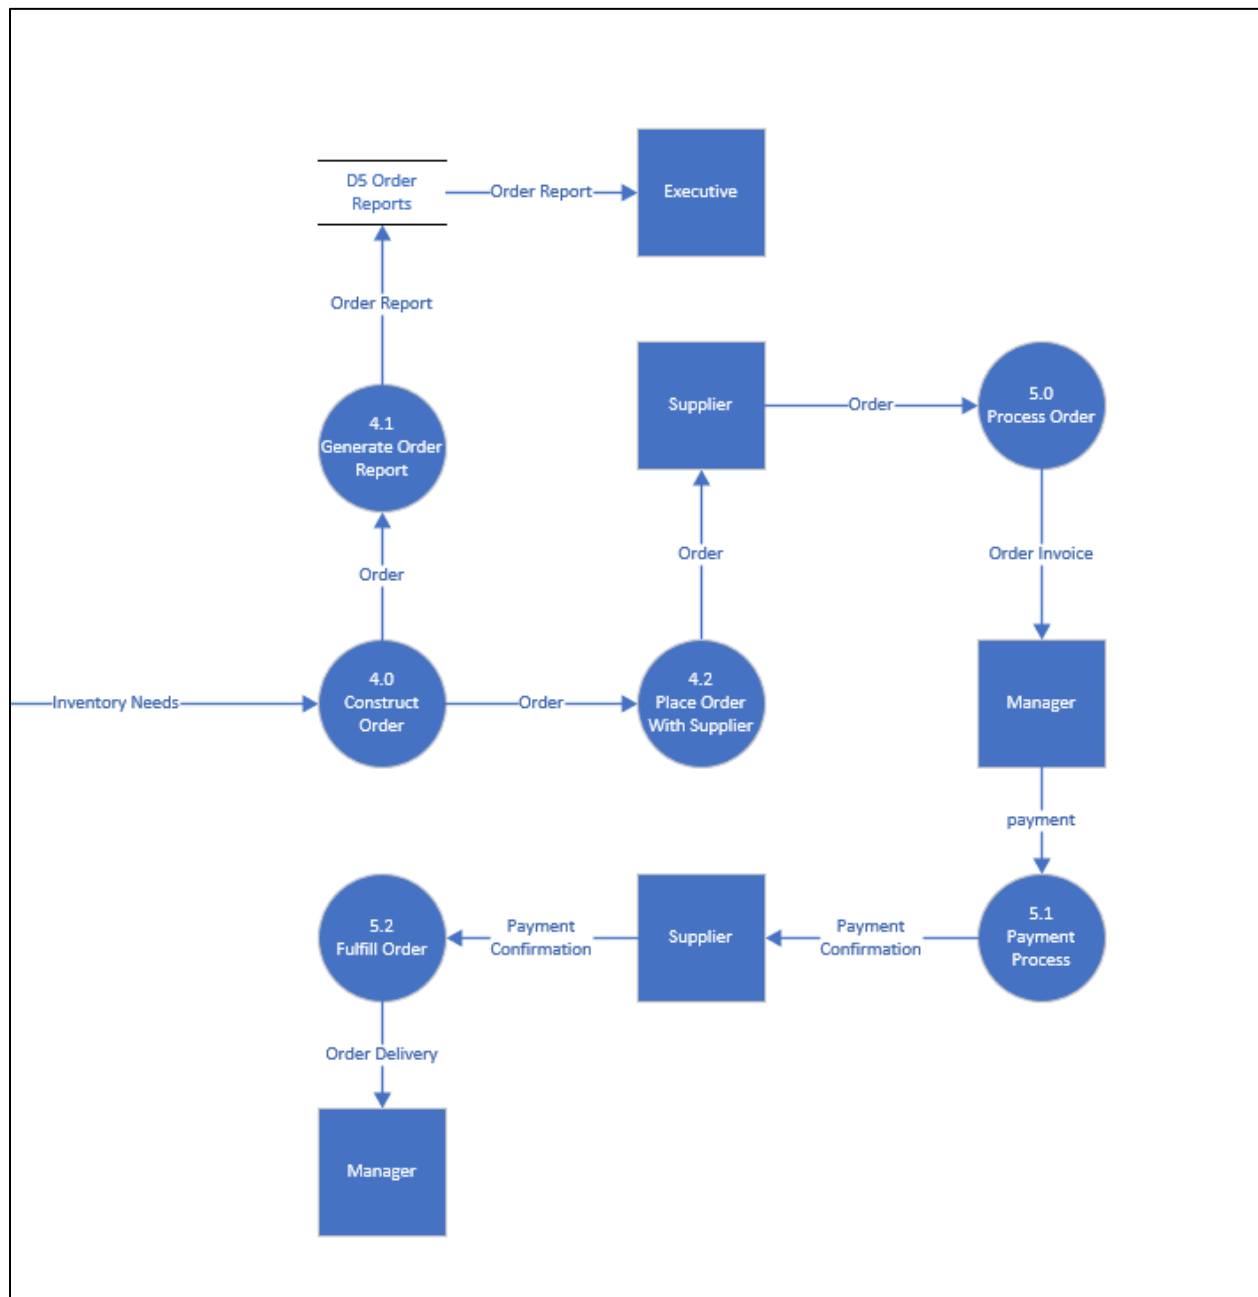 D5 Order
Reports
Order Report
Executive
Order Report
Supplier
Order
5.0
Process Order
4.1
Generate Order
Report
Order
Order
Order Invoice
Inventory Needs
4.0
Construct
Order
Order
4.2
Place Order
With Supplier
Manager
payment
5.2
Fulfill Order
Payment
Confirmation
Supplier
Payment
Confirmation
5.1
Payment
Process
Order Delivery
Manager